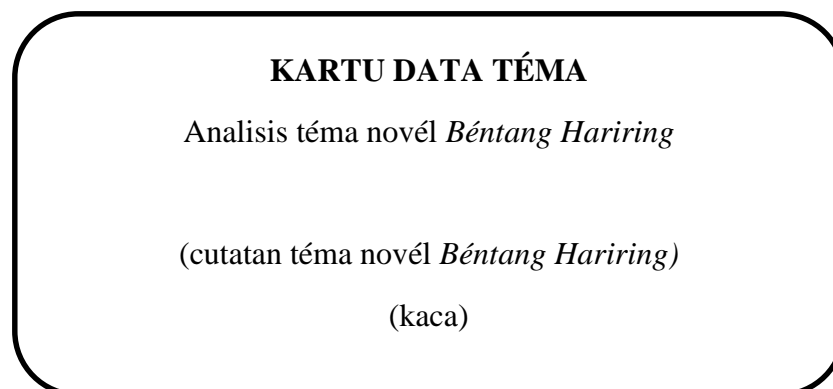 KARTU DATA TÉMA
Analisis téma novél Béntang Hariring
(cutatan téma novél Béntang Hariring)
(kaca)